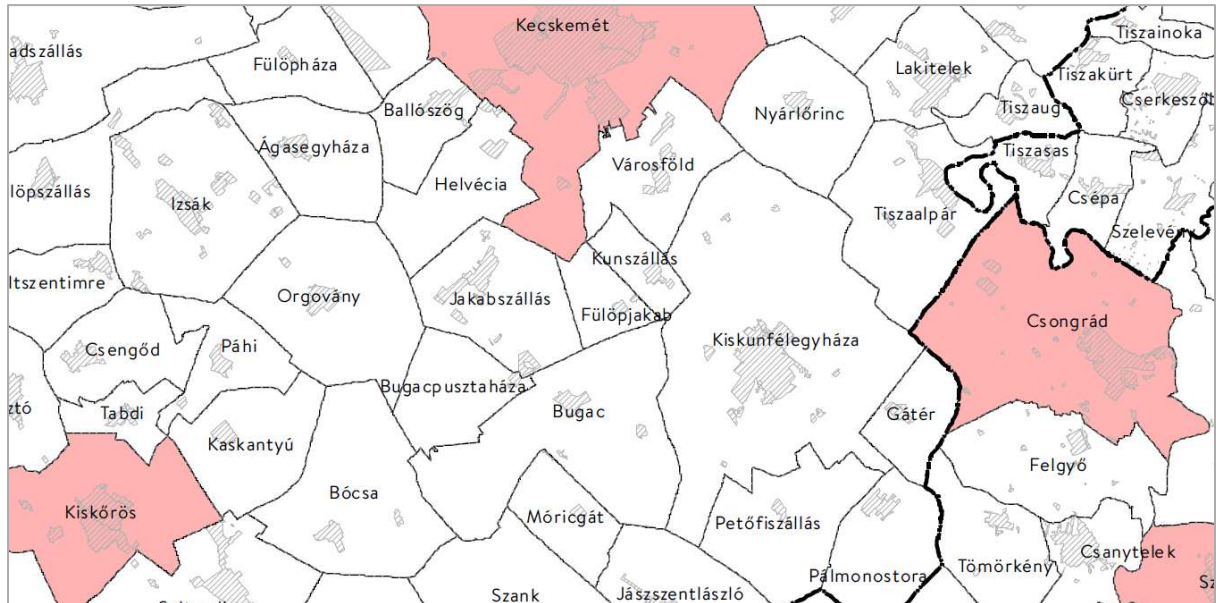 Kecskemét
Tiszainoka
adszállás
Fülöpháza
Lakitelek
Tiszakürt
Ballószög
Cserkeszőt
Tiszaug
Nyárlőrinc
Ágasegyháza
Tiszasas
Városföld
Helvécia
löpszállás
Izsák
Csépa
Tiszaalpár
Szelevény
Kunszállás
ltszentimre
Orgovány
Jakabszállás
Fülöpjakab
Csongrád
Kiskunfélegyháza
Csengőd
Páhi
Bugacpusztaháza
Tabdi
Bugac
Gátér
Kaskantyú
Felgyő
Bócsa
Kiskőrös
Móricgát
Petőfiszállás
Csanytelek
Tömörkény
Pálmonostora
Sz
Szank
Jászszentlászló